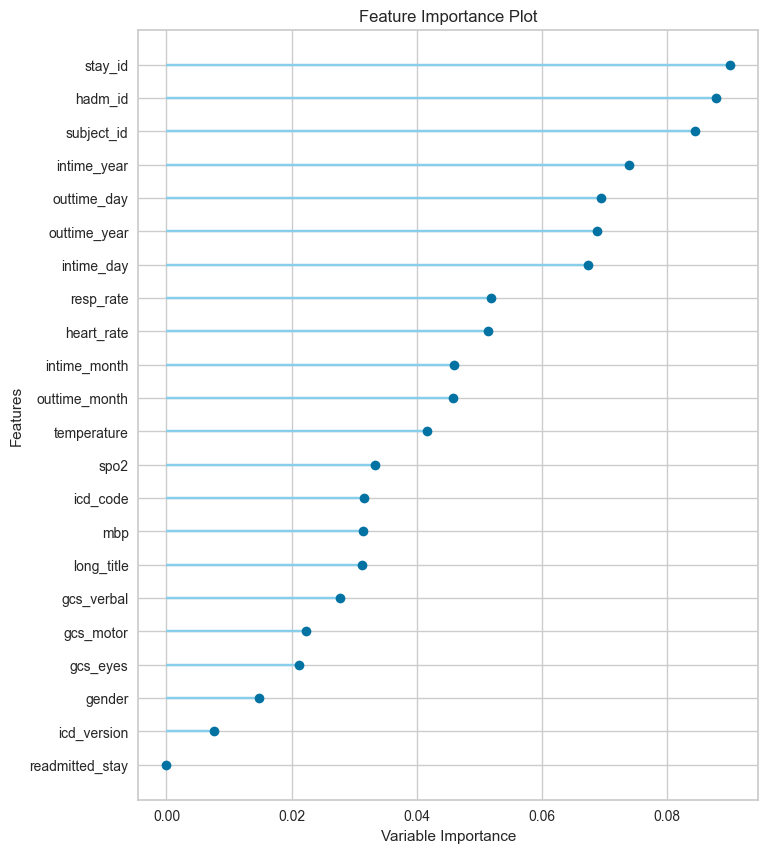 Feature Importance Plot
stay_id
hadm_id
subject_id
intime_year
outtime_day
outtime_year
intime_day
resp_rate
heart_rate
intime_month
outtime_month
temperature
spo2
icd_code
mbp
long_title
gcs_verbal
gcs_motor
gcs_eyes
gender
icd_version
readmitted_stay
Features
0.00 0.02 0.04 0.06 0.08
Variable Importance